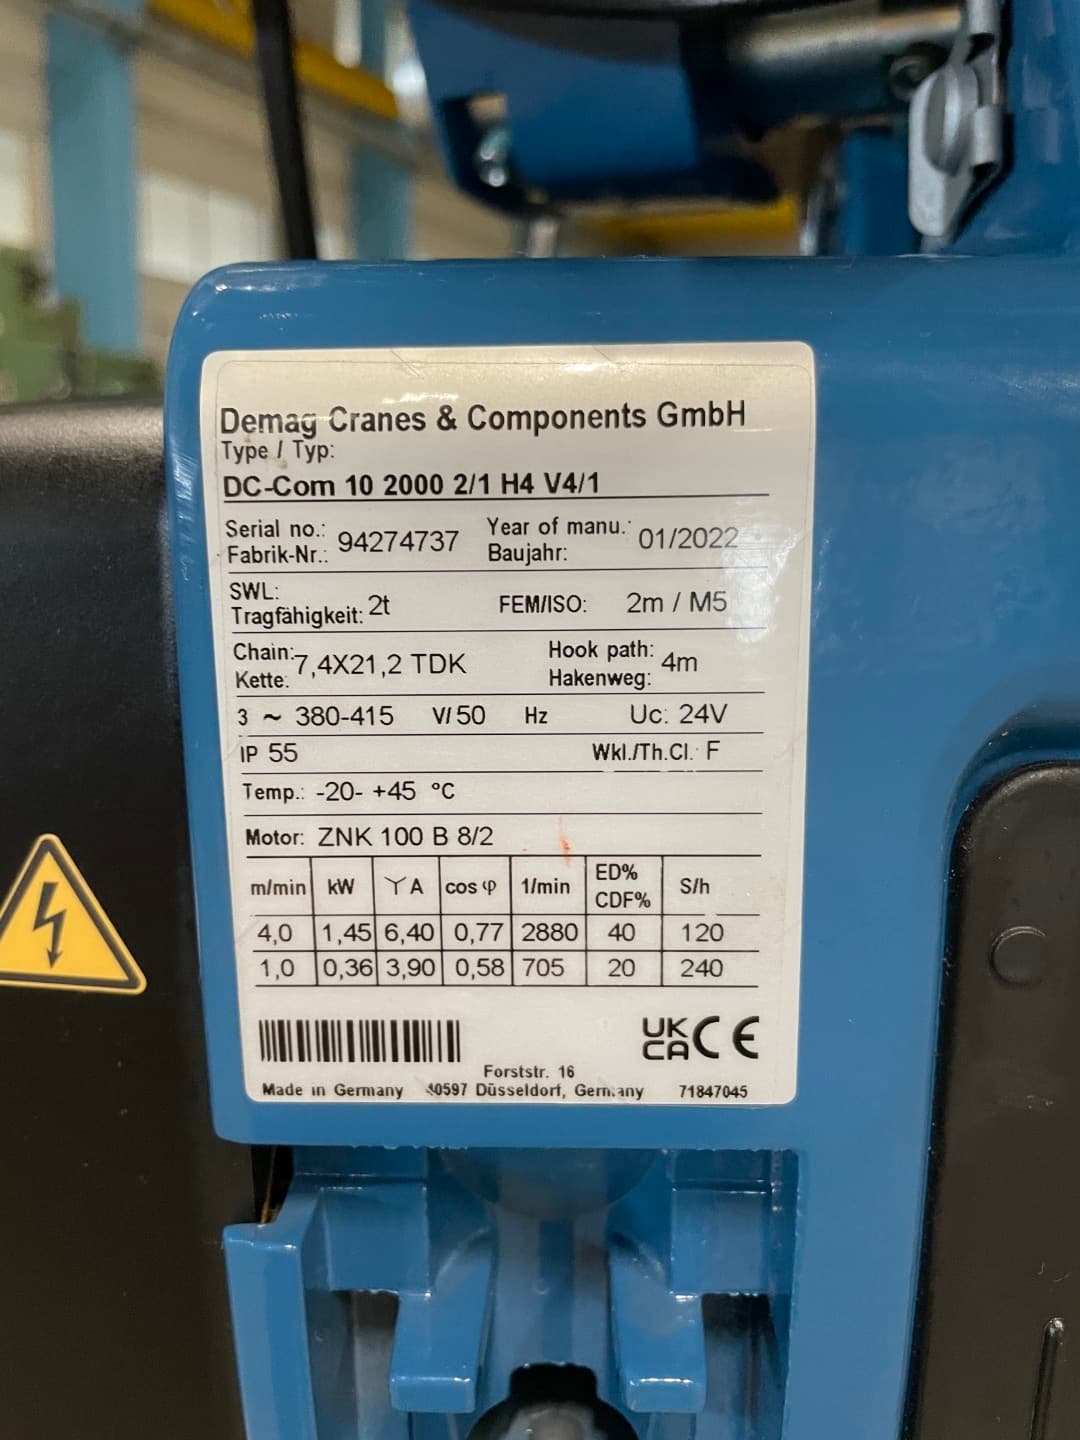 Demag Cranes & Components GmbH
Type / Typ:
DC-Com 10 2000 2/1 H4 V4/1
Serial no.: Fabrik-Nr.: 94274737 Year of manu.: Baujahr: 01/2022
SWL: Tragfähigkeit: 2t FEM/ISO: 2m / M5
Chain: Kette: 7,4X21,2 TDK Hook path: Hakenweg: 4m
3 ~ 380-415 V/ 50 Hz Uc: 24V
IP 55 Wkl./Th.Cl.: F
Temp.: -20- +45 °C
Motor: ZNK 100 B 8/2
m/min kW Y A cos φ 1/min ED% CDF% S/h
4,0 1,45 6,40 0,77 2880 40 120
1,0 0,36 3,90 0,58 705 20 240
UK CA CE
Forststr. 16
Made in Germany 40597 Düsseldorf, Germany 71847045